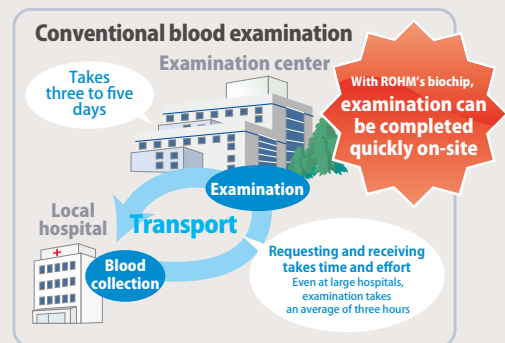 Conventional blood examination
Examination center
Takes
three to five
days
With ROHM's biochip,
examination can
be completed
quickly on-site
Examination
Local
hospital
Transport
Blood
collection
Requesting and receiving
takes time and effort
Even at large hospitals,
examination takes
an average of three hours